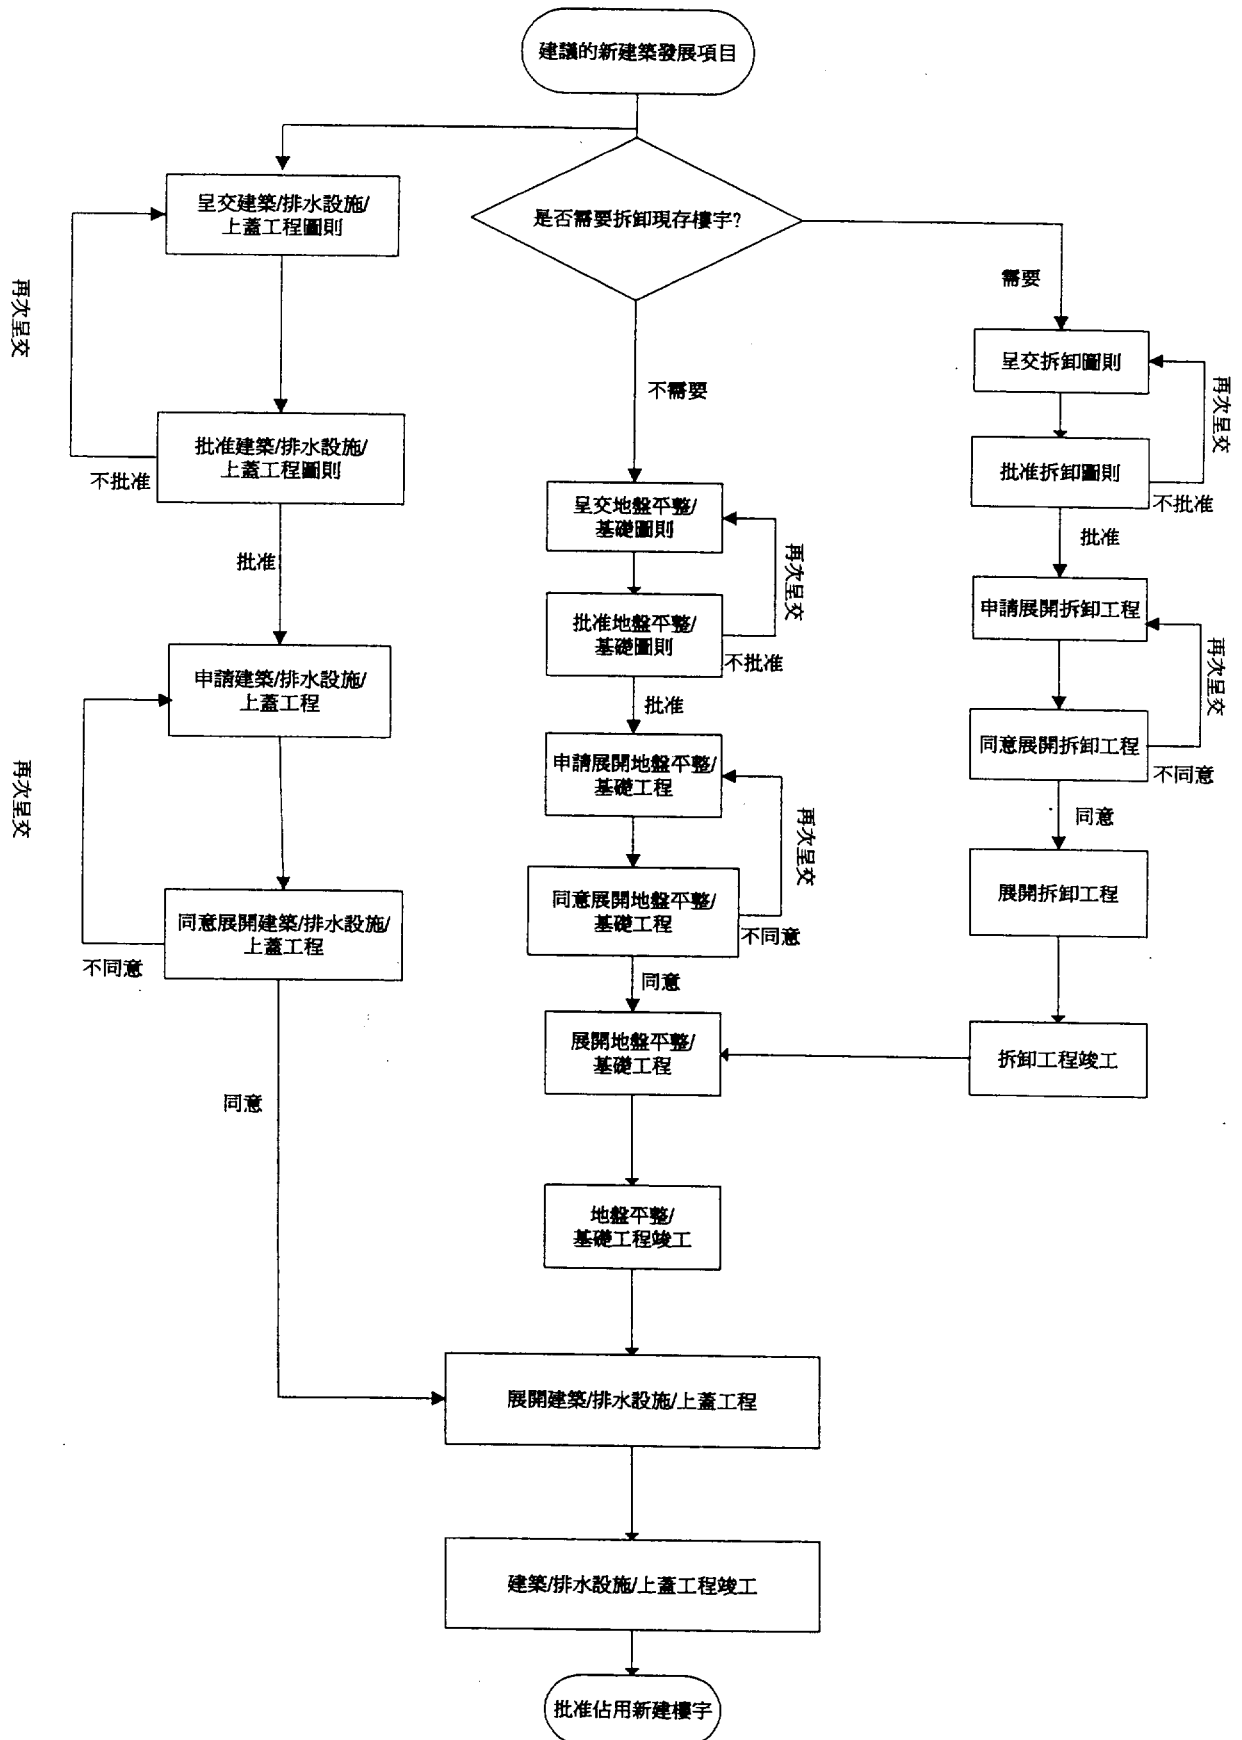 建議的新建築發展項目
呈交建築/排水設施/
上蓋工程圖則
是否需要拆卸現存樓宇?
需要
再次呈交
呈交拆卸圖則
再次呈交
不需要
批准建築/排水設施/
上蓋工程圖則
不批准
批准拆卸圖則
不批准
呈交地盤平整/
基礎圖則
批准
批准
再次呈交
申請展開拆卸工程
批准地盤平整/
基礎圖則
不批准
再次呈交
申請建築/排水設施/
上蓋工程
批准
同意展開拆卸工程
不同意
申請展開地盤平整/
基礎工程
再次呈交
再次呈交
同意
同意展開建築/排水設施/
上蓋工程
不同意
同意展開地盤平整/
基礎工程
不同意
展開拆卸工程
同意
展開地盤平整/
基礎工程
拆卸工程竣工
同意
地盤平整/
基礎工程竣工
展開建築/排水設施/上蓋工程
建築/排水設施/上蓋工程竣工
批准佔用新建樓宇